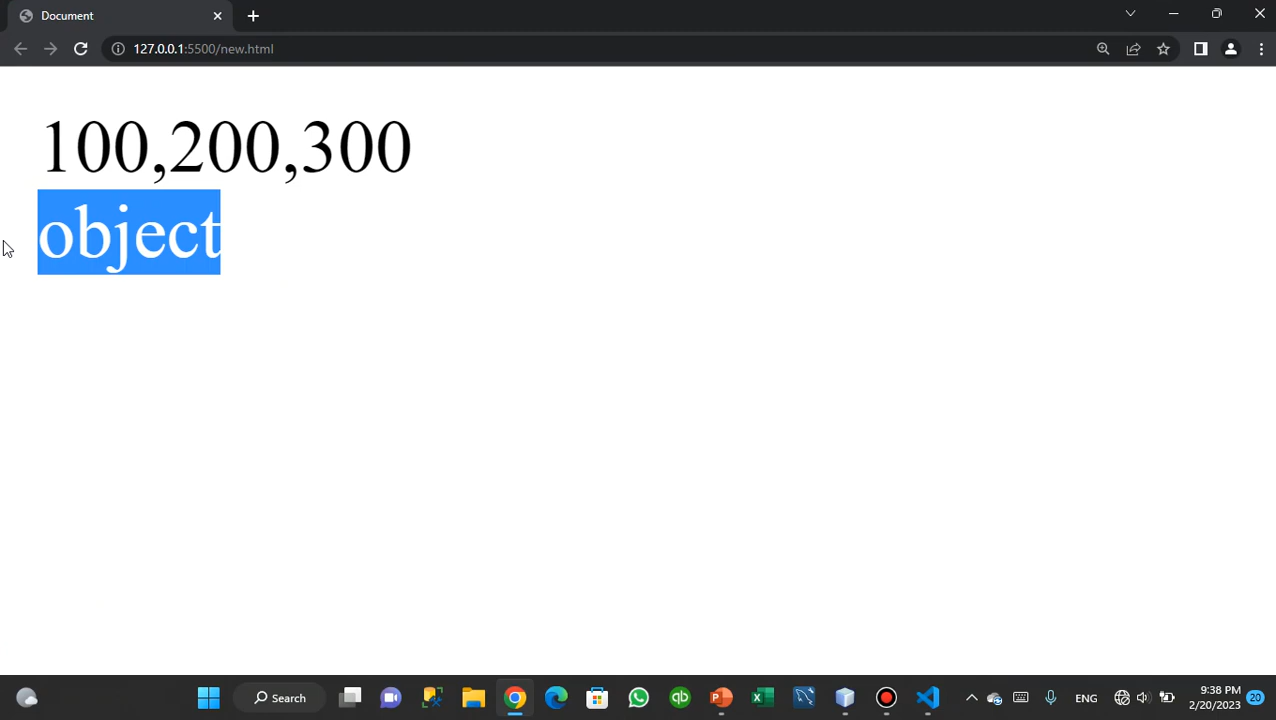 Document
127.0.0.1:5500/new.html
100,200,300
object
Search
ENG
9:38 PM
2/20/2023
20